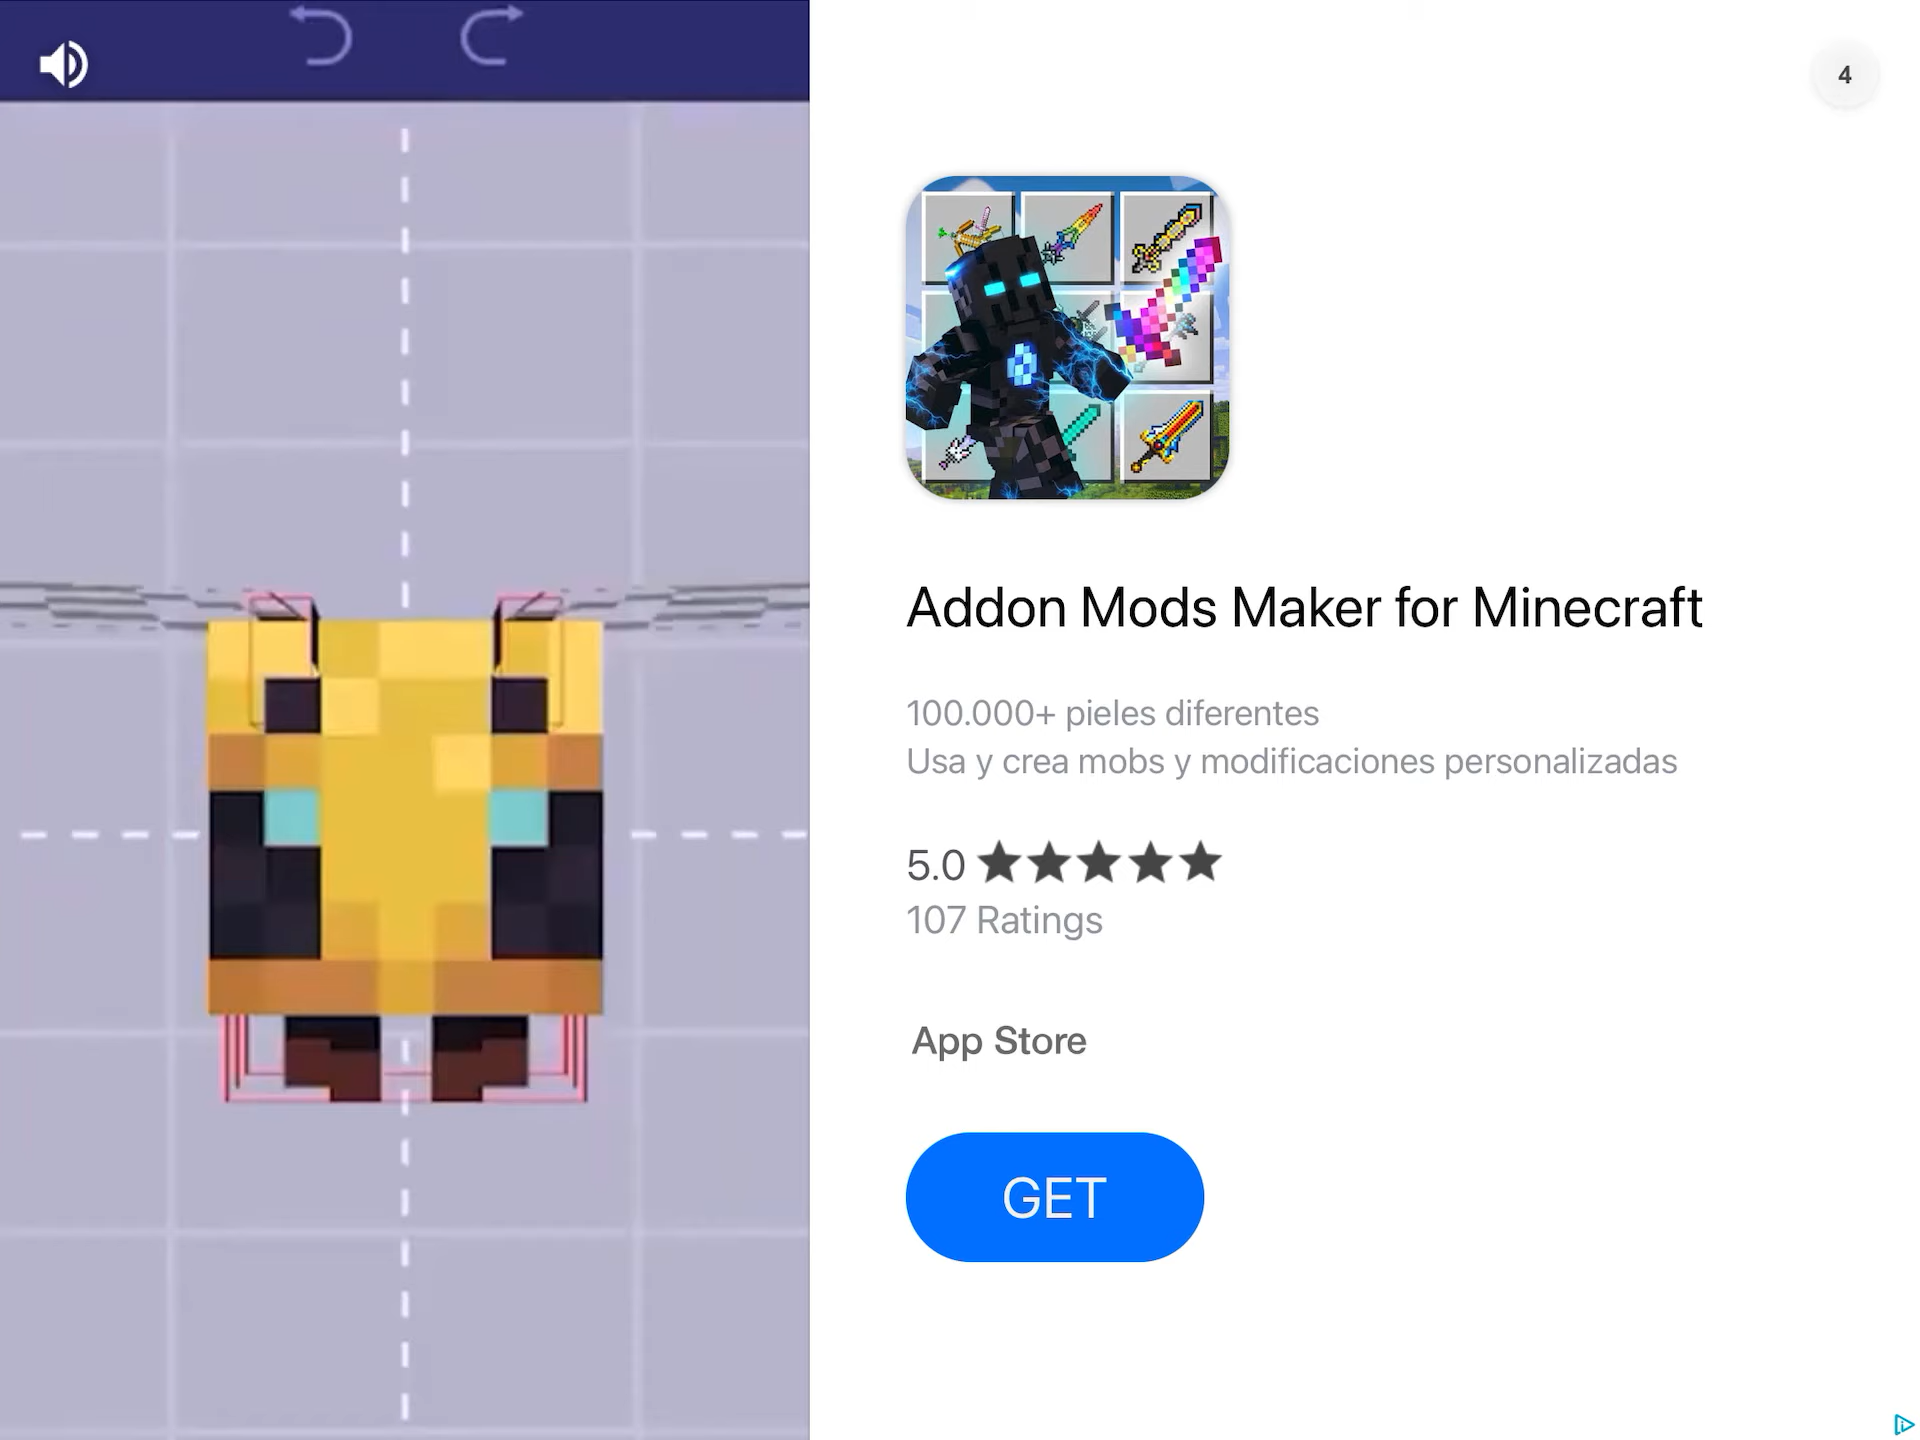 4
Addon Mods Maker for Minecraft
100.000+ pieles diferentes
Usa y crea mobs y modificaciones personalizadas
5.0
107 Ratings
App Store
GET